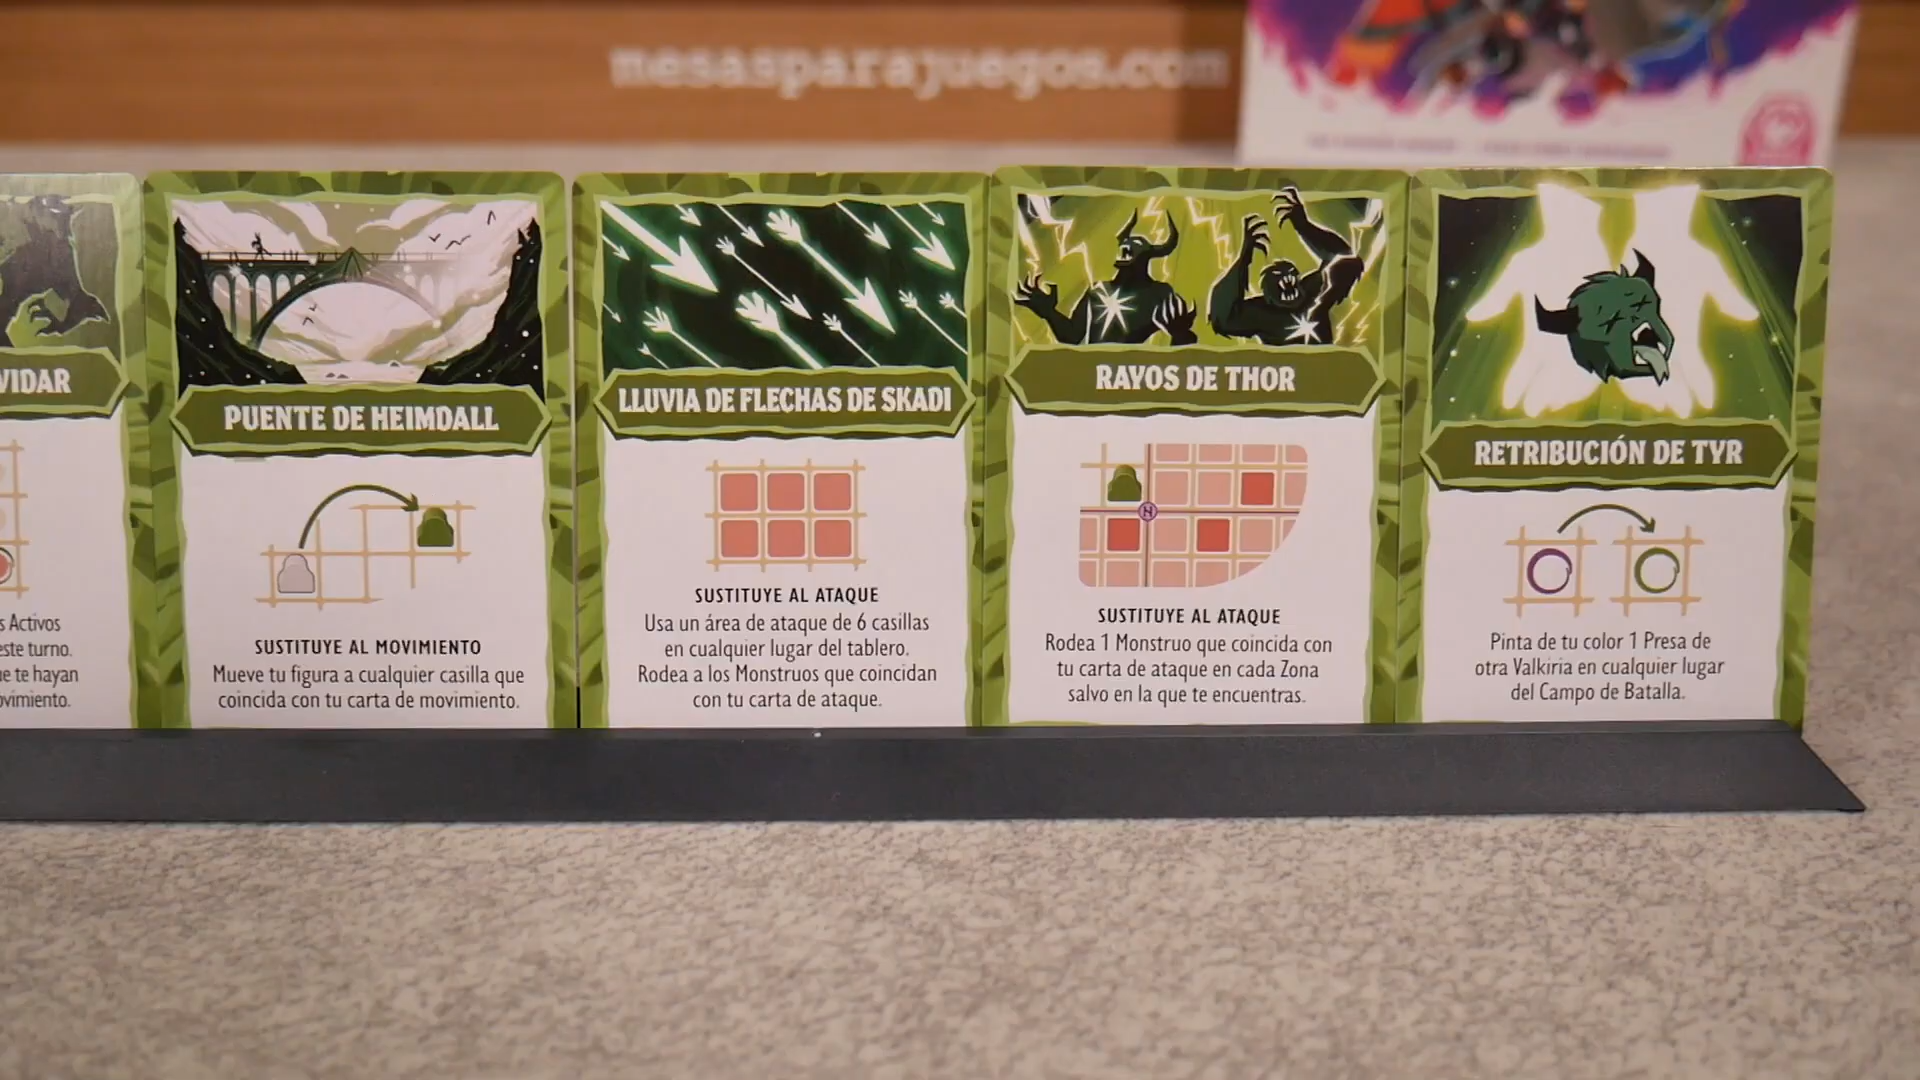 mesasparajuegos.com
VIDAR
s Activos
este turno.
ue te hayan
ovimiento.
PUENTE DE HEIMDALL
SUSTITUYE AL MOVIMIENTO
Mueve tu figura a cualquier casilla que
coincida con tu carta de movimiento.
LLUVIA DE FLECHAS DE SKADI
SUSTITUYE AL ATAQUE
Usa un área de ataque de 6 casillas
en cualquier lugar del tablero.
Rodea a los Monstruos que coincidan
con tu carta de ataque.
RAYOS DE THOR
N
SUSTITUYE AL ATAQUE
Rodea 1 Monstruo que coincida con
tu carta de ataque en cada Zona
salvo en la que te encuentras.
RETRIBUCIÓN DE TYR
Pinta de tu color 1 Presa de
otra Valkiria en cualquier lugar
del Campo de Batalla.